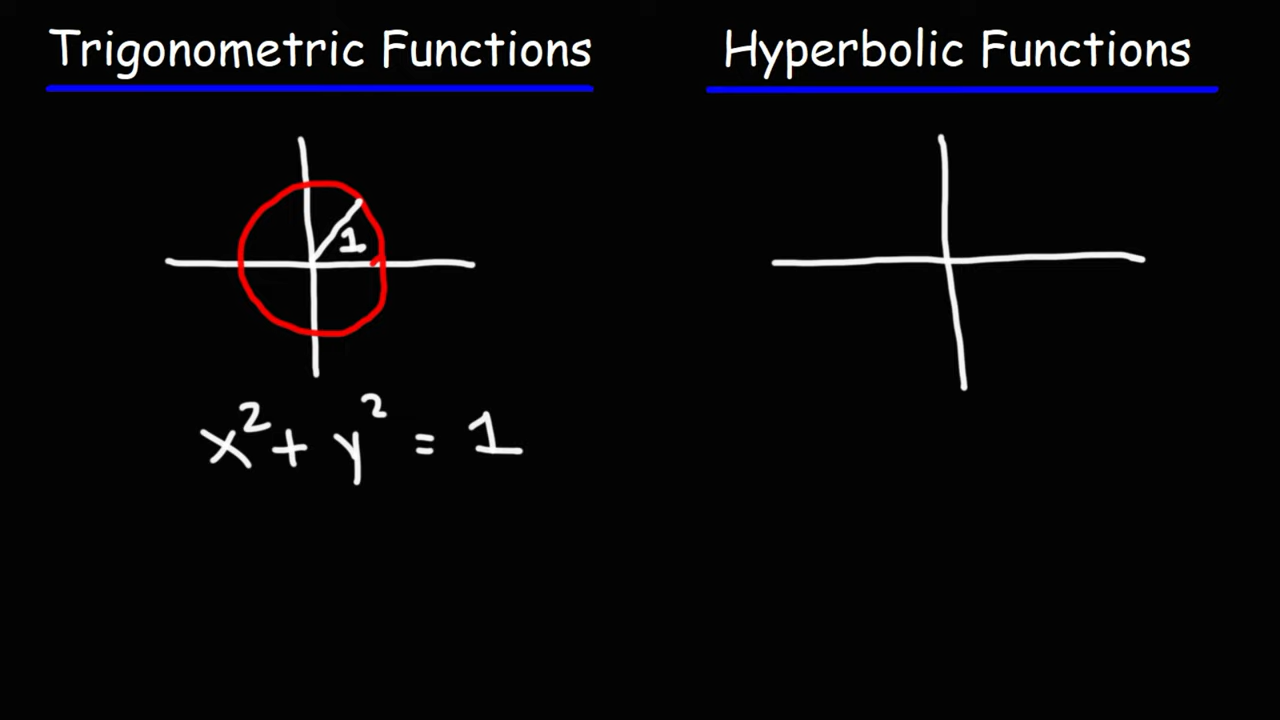 Trigonometric Functions
Hyperbolic Functions
1
x² + y² = 1